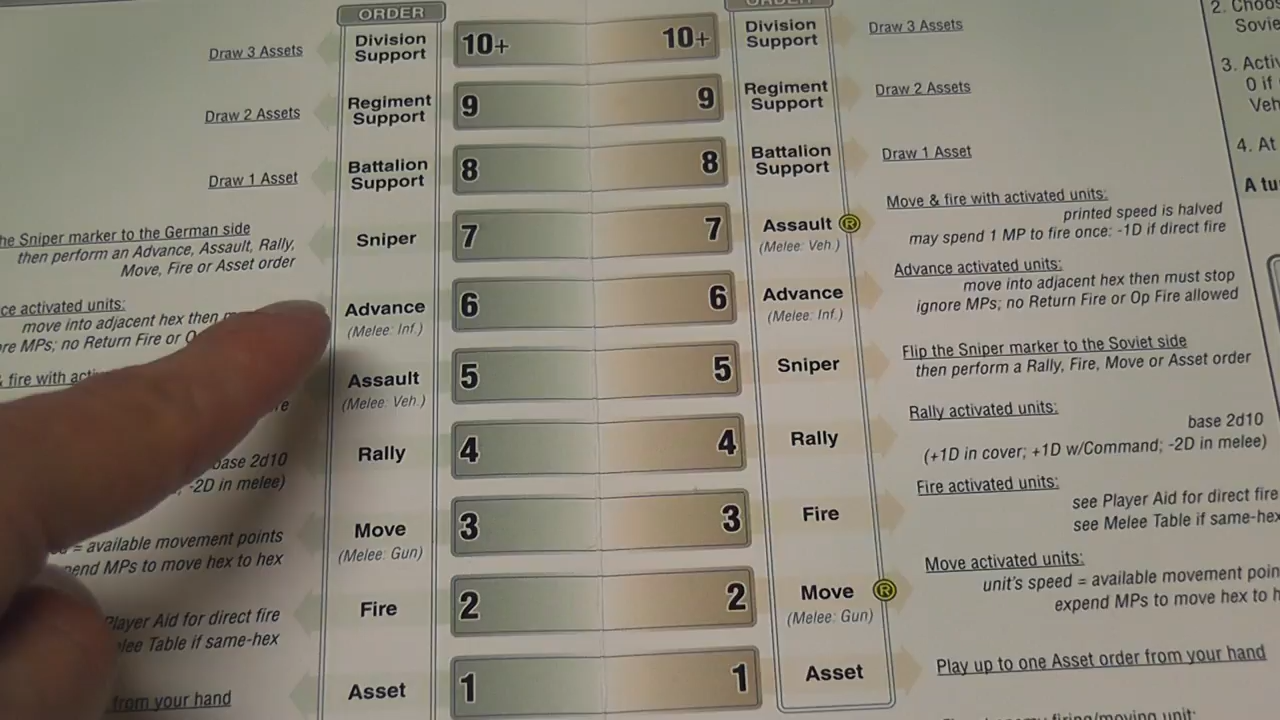 ORDER
Draw 3 Assets
Division
Support
10+
Draw 2 Assets
Regiment
Support
9
Draw 1 Asset
Battalion
Support
8
the Sniper marker to the German side
then perform an Advance, Assault, Rally,
Move, Fire or Asset order
Sniper
7
activated units:
move into adjacent hex then
MPs; no Return Fire or
Advance
(Melee: Inf.)
6
fire with
Assault
(Melee: Veh.)
5
base 2d10
-2D in melee)
Rally
4
= available movement points
MPs to move hex to hex
Move
(Melee: Gun)
3
Player Aid for direct fire
Table if same-hex
Fire
2
from your hand
Asset
1
ORDER
10+
Division
Support
Draw 3 Assets
9
Regiment
Support
Draw 2 Assets
8
Battalion
Support
Draw 1 Asset
7
Assault ®
(Melee: Veh.)
Move & fire with activated units:
printed speed is halved
may spend 1 MP to fire once: -1D if direct fire
6
Advance
(Melee: Inf.)
Advance activated units:
move into adjacent hex then must stop
ignore MPs; no Return Fire or Op Fire allowed
5
Sniper
Flip the Sniper marker to the Soviet side
then perform a Rally, Fire, Move or Asset order
4
Rally
Rally activated units:
base 2d10
(+1D in cover; +1D w/Command; -2D in melee)
3
Fire
Fire activated units:
see Player Aid for direct fire
see Melee Table if same-hex
2
Move ®
(Melee: Gun)
Move activated units:
unit's speed = available movement
expend MPs to move hex to
1
Asset
Play up to one Asset order from your hand
firing/moving unit:
2.
3.
0 if
4. At
A